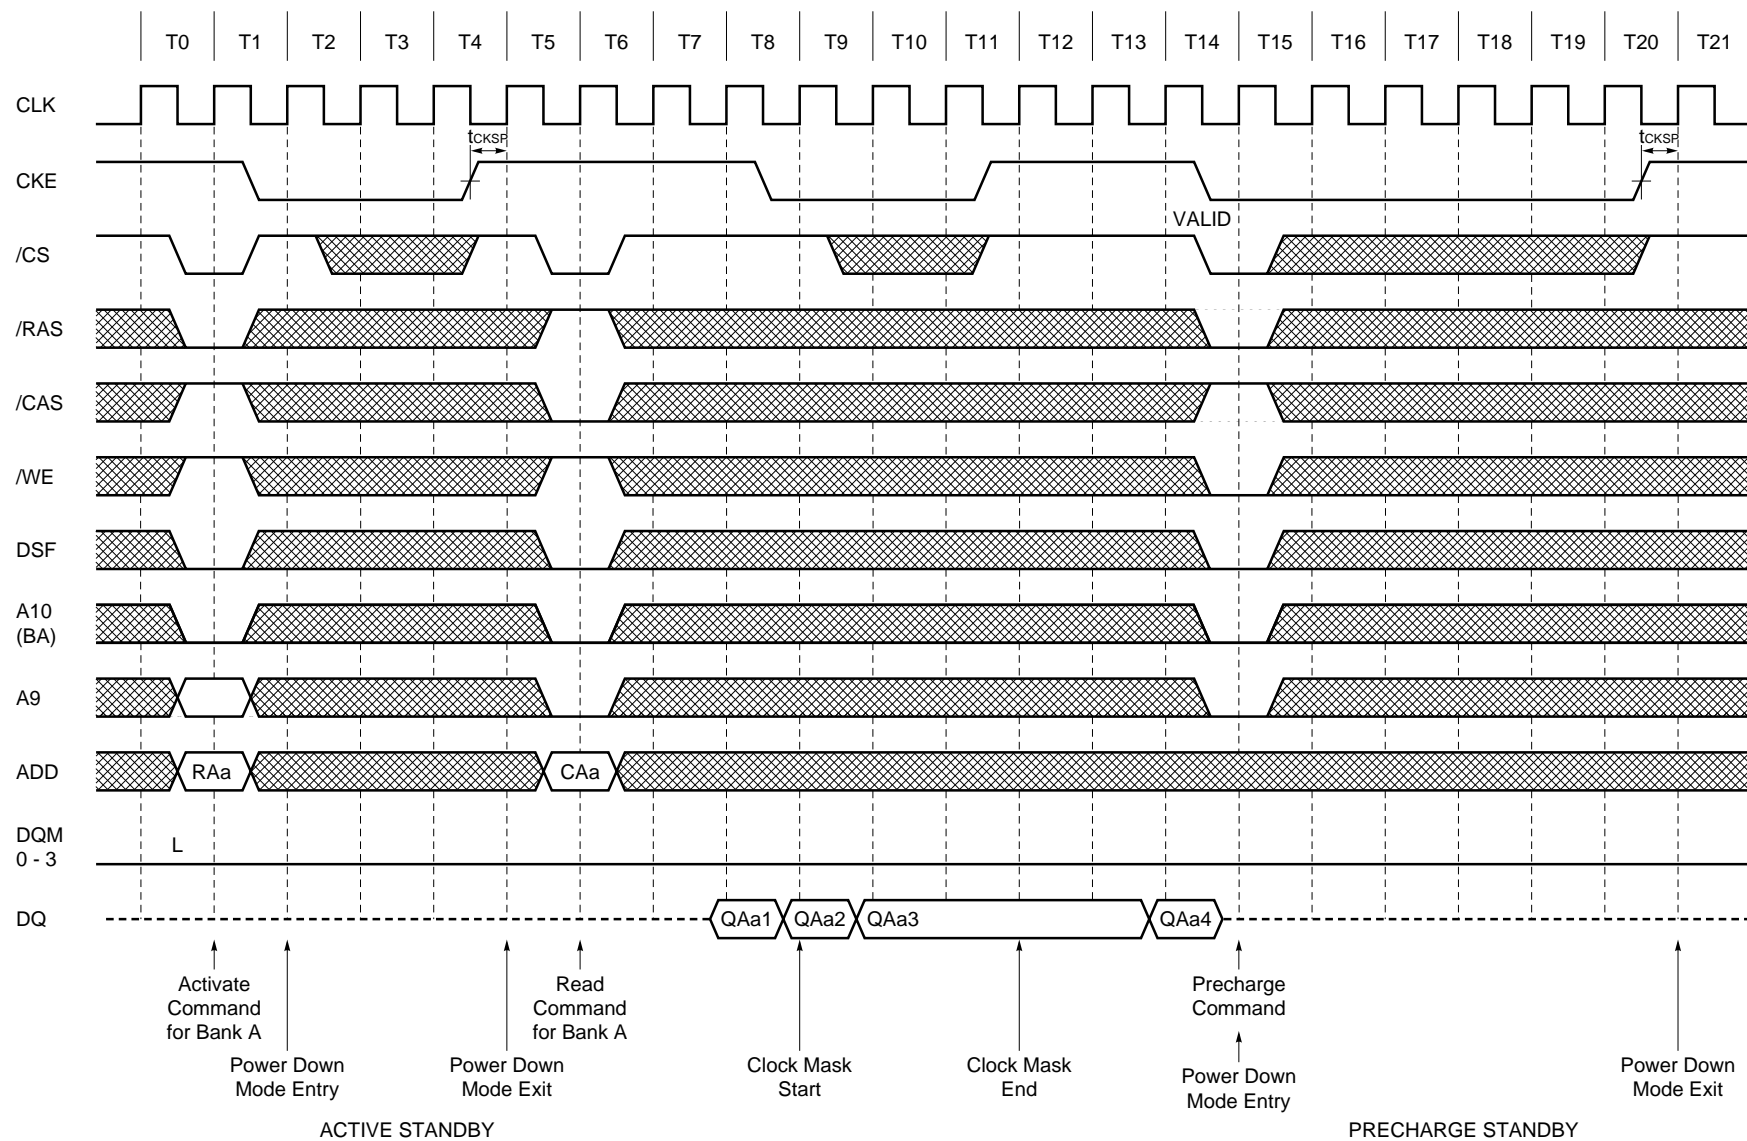 T0 T1 T2 T3 T4 T5 T6 T7 T8 T9 T10 T11 T12 T13 T14 T15 T16 T17 T18 T19 T20 T21
CLK
tCKSP tCKSP
CKE
VALID
/CS
/RAS
/CAS
/WE
DSF
A10
(BA)
A9
ADD RAa CAa
DQM
0 - 3
L
DQ QAa1 QAa2 QAa3 QAa4
Activate
Command
for Bank A
Read
Command
for Bank A
Precharge
Command
Power Down
Mode Entry
Power Down
Mode Exit
Clock Mask
Start
Clock Mask
End
Power Down
Mode Entry
Power Down
Mode Exit
ACTIVE STANDBY
PRECHARGE STANDBY